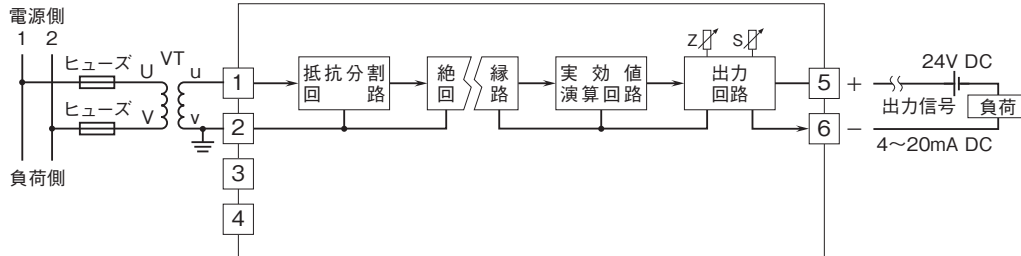 電源側
1 2
ヒューズ
U VT u
1
抵抗分割
回路
絶縁
回路
実効値
演算回路
Z S
出力
回路
5 +
24V DC
出力信号
負荷
ヒューズ
V v
2
6 −
4〜20mA DC
負荷側
3
4